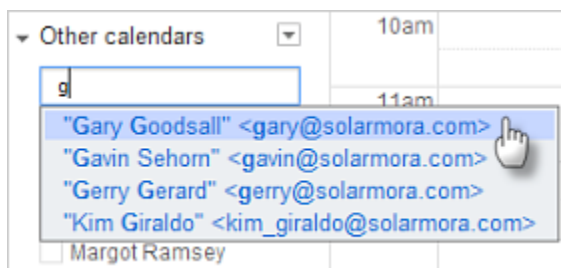 Other calendars
10am
g
11am
"Gary Goodsall" <gary@solarmora.com>
"Gavin Sehorn" <gavin@solarmora.com>
"Gerry Gerard" <gerry@solarmora.com>
"Kim Giraldo" <kim_giraldo@solarmora.com>
Margot Ramsey